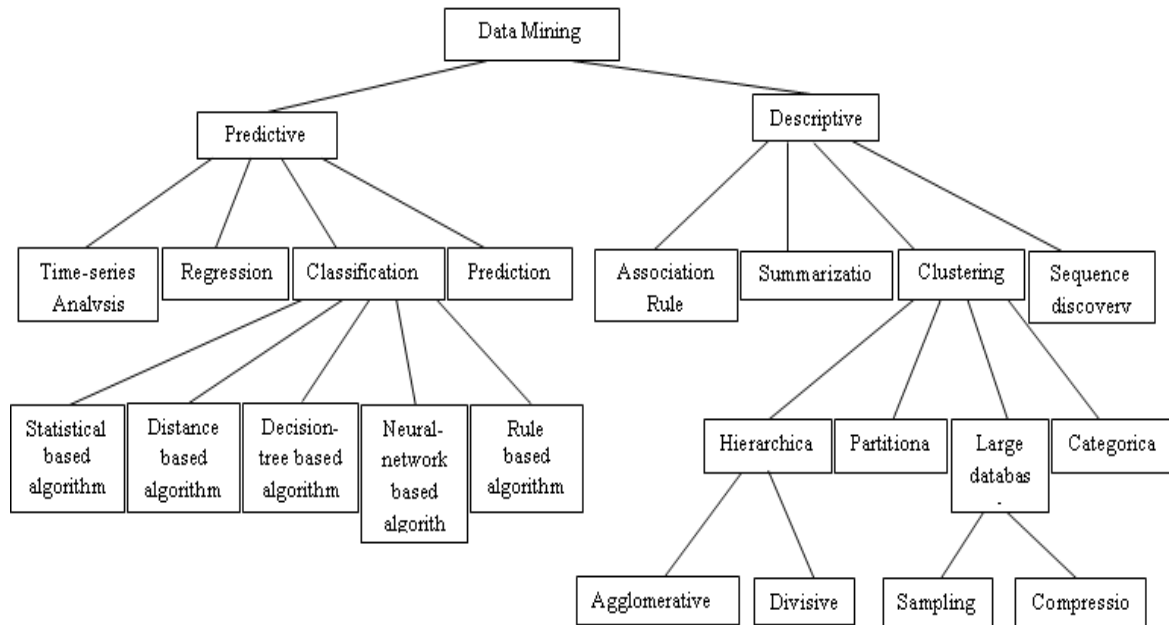 Data Mining
Predictive
Descriptive
Time-series
Analysis
Regression
Classification
Prediction
Association
Rule
Summarizatio
Clustering
Sequence
discovery
Statistical
based
algorithm
Distance
based
algorithm
Decision-
tree based
algorithm
Neural-
network
based
algorith
Rule
based
algorithm
Hierarchica
Partitiona
Large
databas
Categorica
Agglomerative
Divisive
Sampling
Compressio